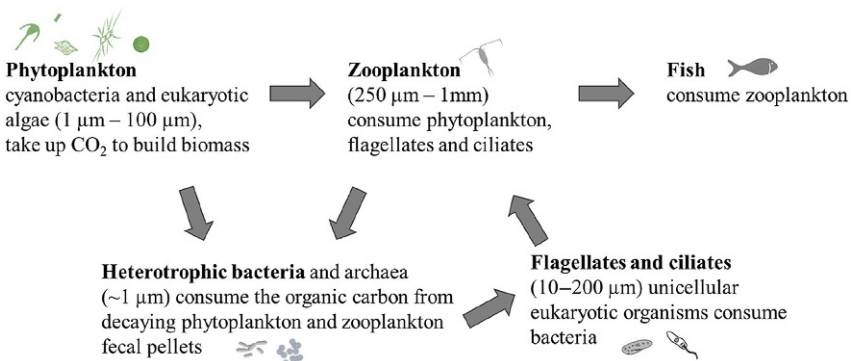 Phytoplankton
cyanobacteria and eukaryotic
algae (1 μm – 100 μm),
take up CO₂ to build biomass
Zooplankton
(250 μm – 1mm)
consume phytoplankton,
flagellates and ciliates
Fish
consume zooplankton
Heterotrophic bacteria and archaea
(~1 μm) consume the organic carbon from
decaying phytoplankton and zooplankton
fecal pellets
Flagellates and ciliates
(10–200 μm) unicellular
eukaryotic organisms consume
bacteria